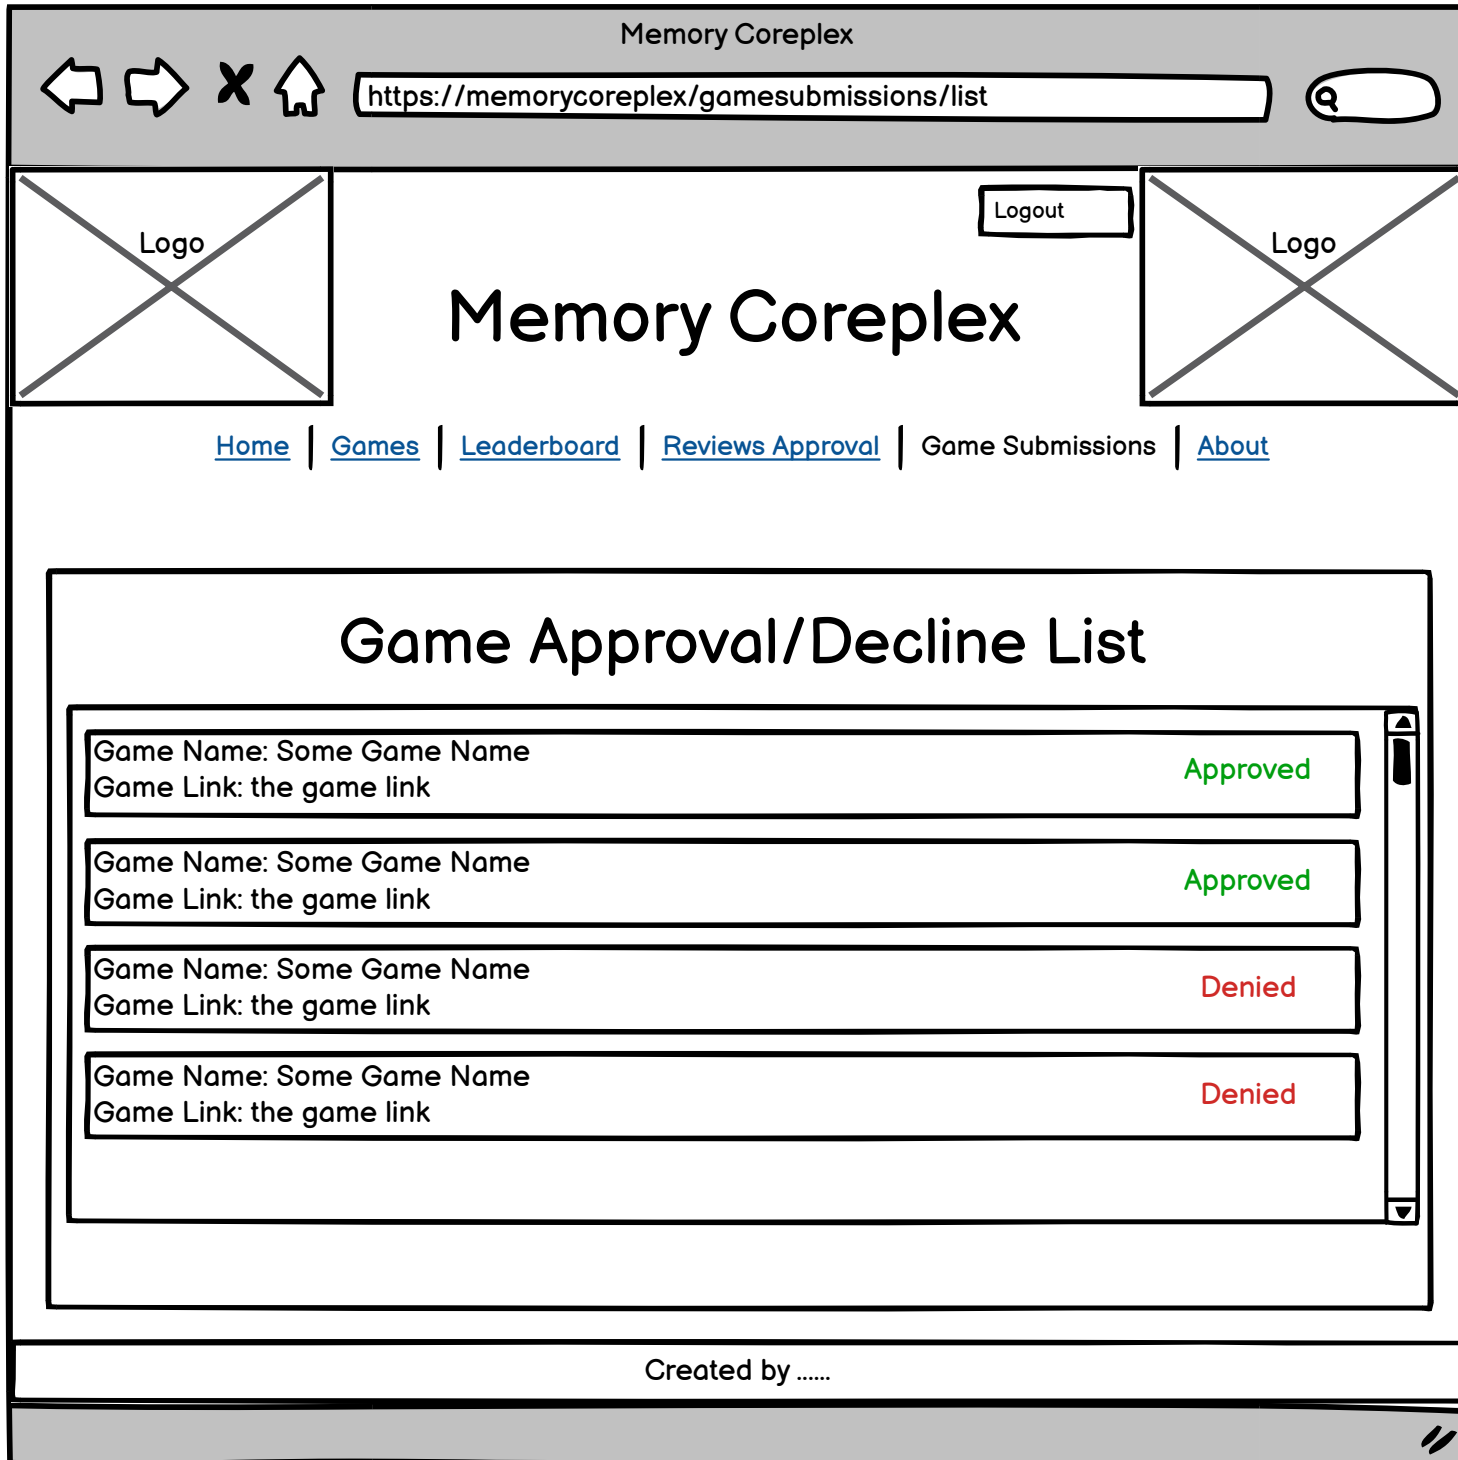 Memory Coreplex
https://memorycoreplex/gamesubmissions/list
Logo
Logout
Logo
Memory Coreplex
Home Games Leaderboard Reviews Approval Game Submissions About
Game Approval/Decline List
Game Name: Some Game Name
Game Link: the game link
Approved
Game Name: Some Game Name
Game Link: the game link
Approved
Game Name: Some Game Name
Game Link: the game link
Denied
Game Name: Some Game Name
Game Link: the game link
Denied
Created by ......